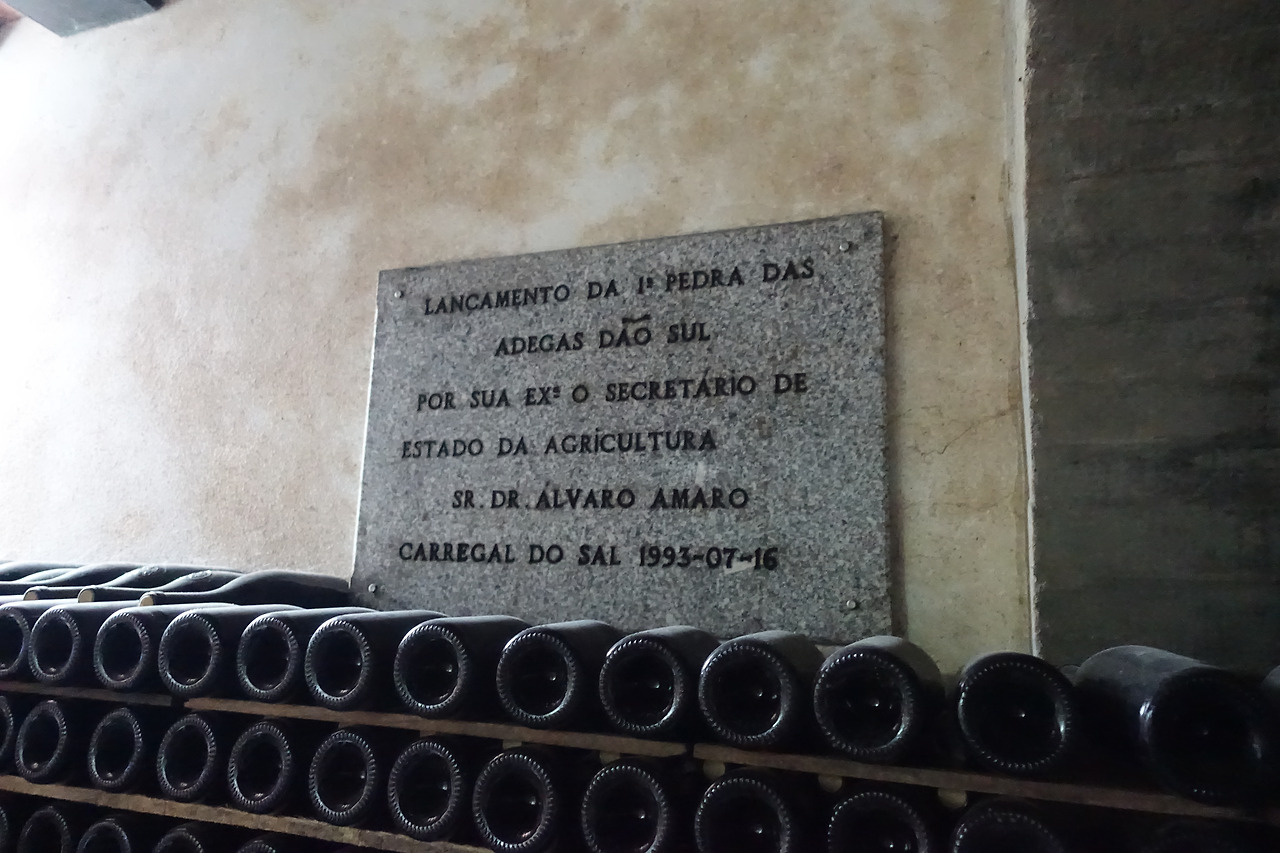 LANCAMENTO DA 1ª PEDRA DAS
ADEGAS DÃO SUL
POR SUA EXª O SECRETÁRIO DE
ESTADO DA AGRICULTURA
SR. DR. ÁLVARO AMARO
CARREGAL DO SAL 1993-07-16